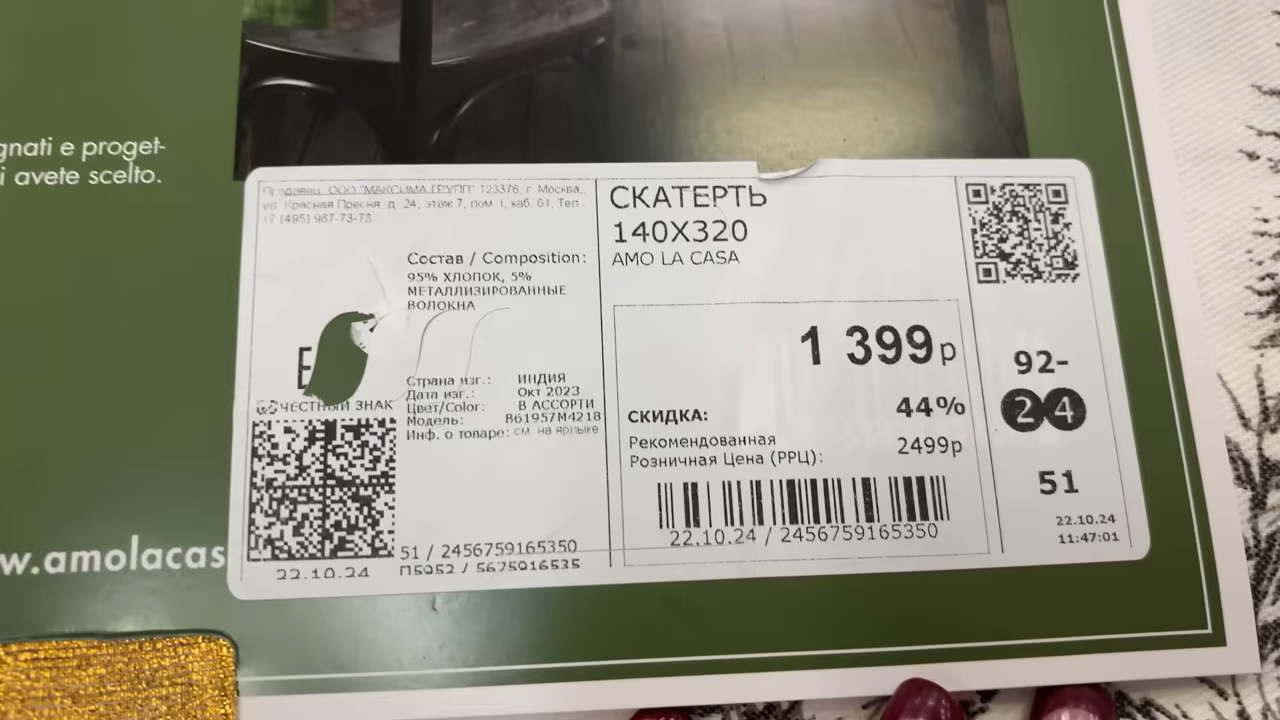 gnati e proget-
i avete scelto.
w.amolacas
Продавец: ООО "МАКСИМА ГРУПП" 123376, г. Москва,
ул. Красная Пресня, д. 24, этаж 7, пом. I, каб. 61, Тел.
+7 (495) 967-73-73
Состав / Composition:
95% ХЛОПОК, 5%
МЕТАЛЛИЗИРОВАННЫЕ
ВОЛОКНА
E
ЧЕСТНЫЙ ЗНАК
Страна изг.: ИНДИЯ
Дата изг.: Окт 2023
Цвет/Color: В АССОРТИ
Модель: B61957M4218
Инф. о товаре: см. на ярлыке
51 / 2456759165350
22.10.24
П5952 / 5675916535
СКАТЕРТЬ
140X320
AMO LA CASA
1 399р
СКИДКА: 44%
Рекомендованная
Розничная Цена (РРЦ): 2499р
22.10.24 / 2456759165350
92-
24
51
22.10.24
11:47:01